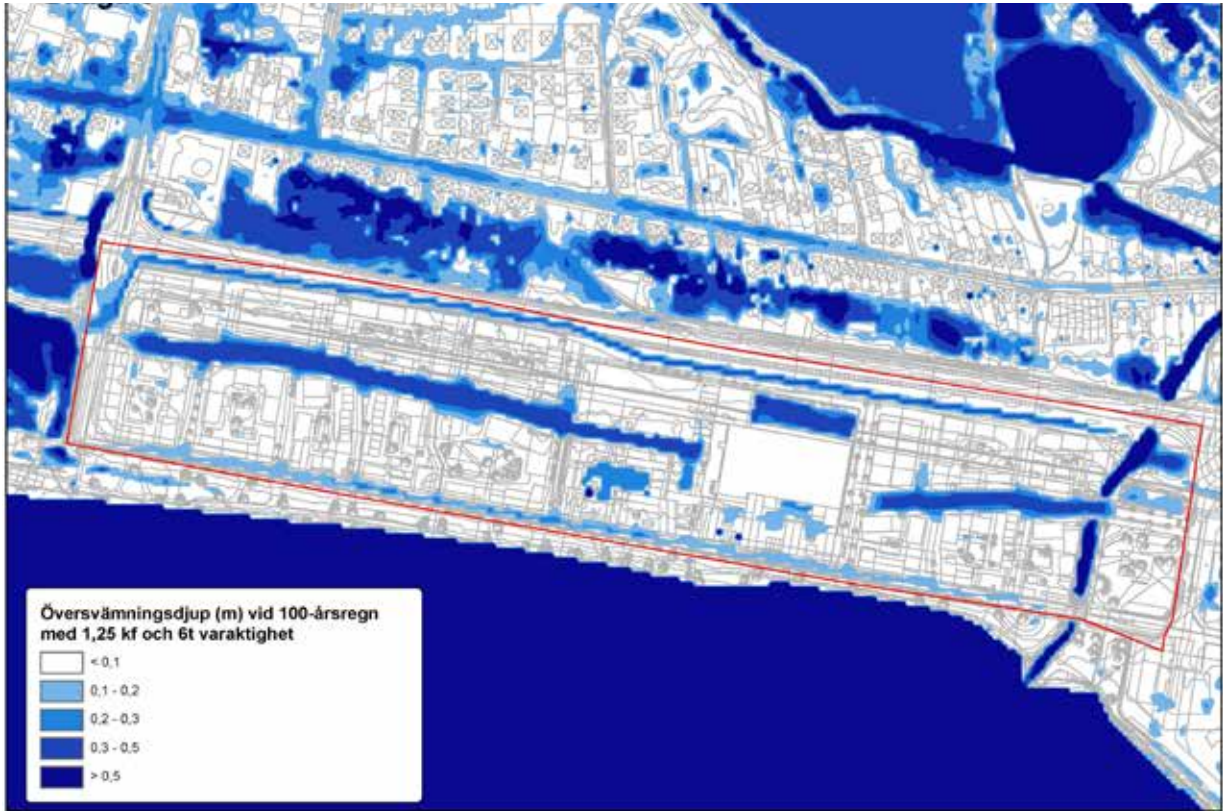 Översvämningsdjup (m) vid 100-årsregn
med 1,25 kf och 6t varaktighet
< 0,1
0,1 - 0,2
0,2 - 0,3
0,3 - 0,5
> 0,5